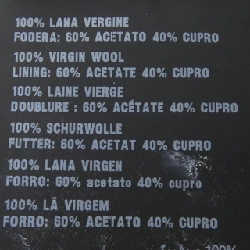 100% LANA VERGINE
FODERA: 60% ACETATO 40% CUPRO
100% VIRGIN WOOL
LINING: 60% ACETATE 40% CUPRO
100% LAINE VIERGE
DOUBLURE : 60% ACÉTATE 40% CUPRO
100% SCHURWOLLE
FUTTER: 60% ACETAT 40% CUPRO
100% LANA VIRGEN
FORRO: 60% acetato 40% cupro
100% LÃ VIRGEM
FORRO: 60% ACETATO 40% CUPRO
100%